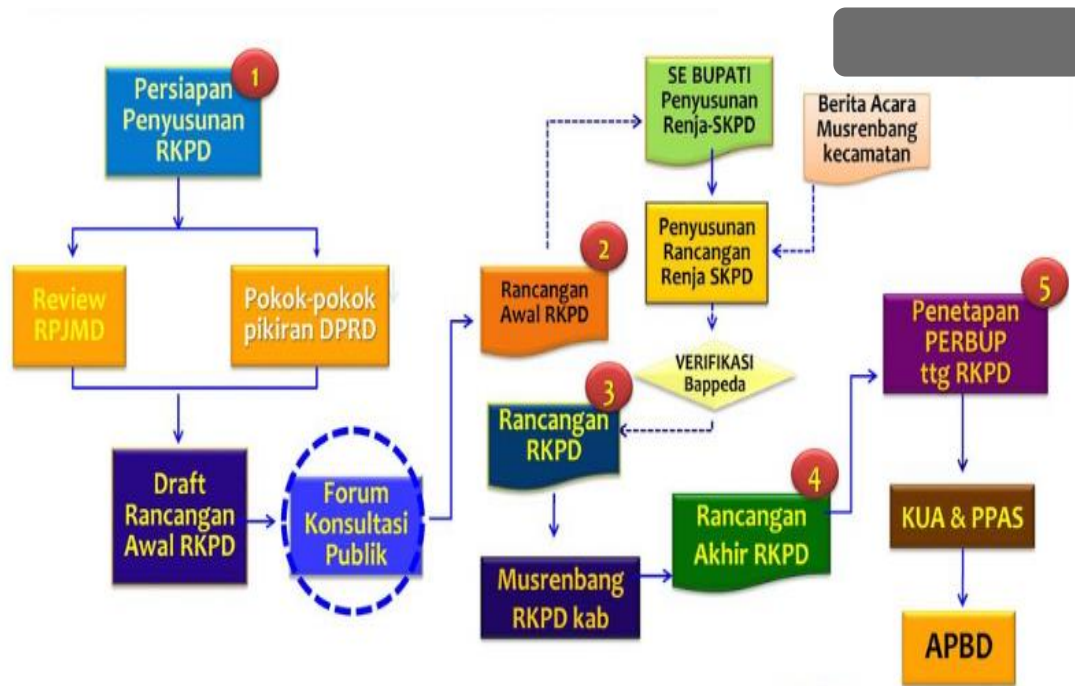 1
Persiapan
Penyusunan
RKPD
Review
RPJMD
Pokok-pokok
pikiran DPRD
Draft
Rancangan
Awal RKPD
Forum
Konsultasi
Publik
2
Rancangan
Awal RKPD
SE BUPATI
Penyusunan
Renja-SKPD
Berita Acara
Musrenbang
kecamatan
Penyusunan
Rancangan
Renja SKPD
VERIFIKASI
Bappeda
3
Rancangan
RKPD
Musrenbang
RKPD kab
4
Rancangan
Akhir RKPD
5
Penetapan
PERBUP
ttg RKPD
KUA & PPAS
APBD